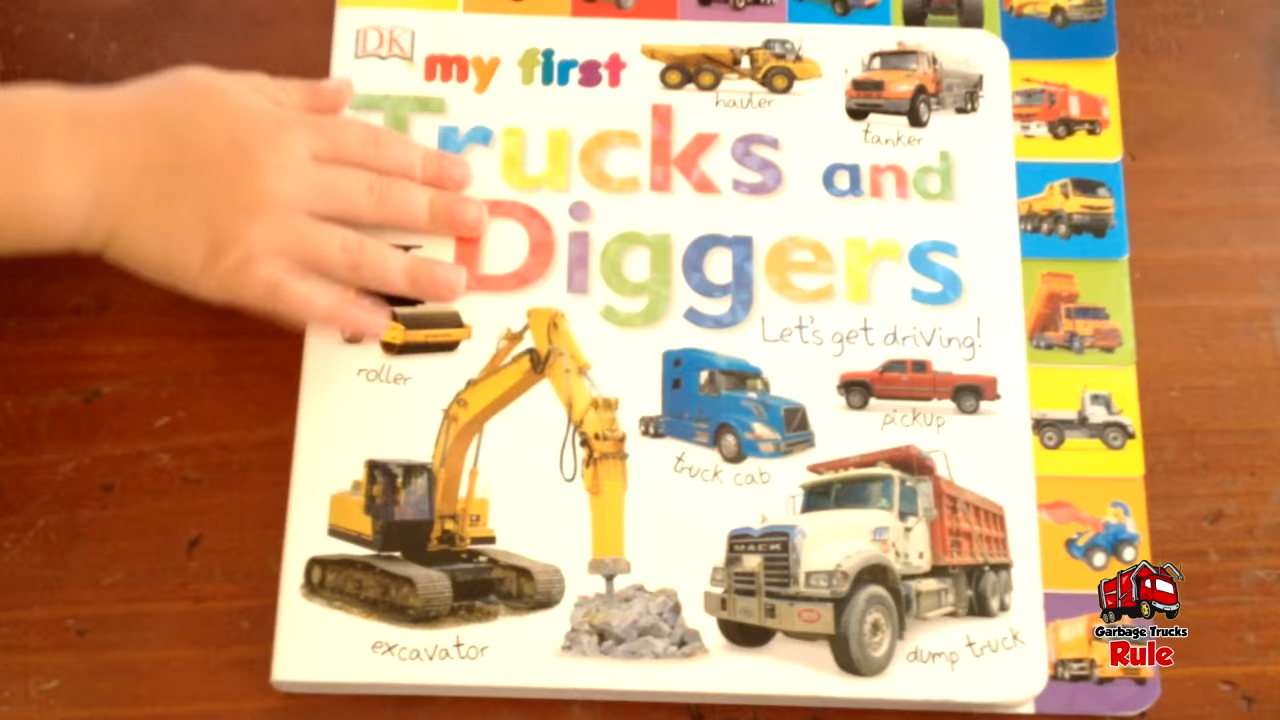 DK
my first
hauler
tanker
Trucks and
Diggers
Let's get driving!
roller
pickup
truck cab
MACK
excavator
dump truck
Garbage Trucks
Rule